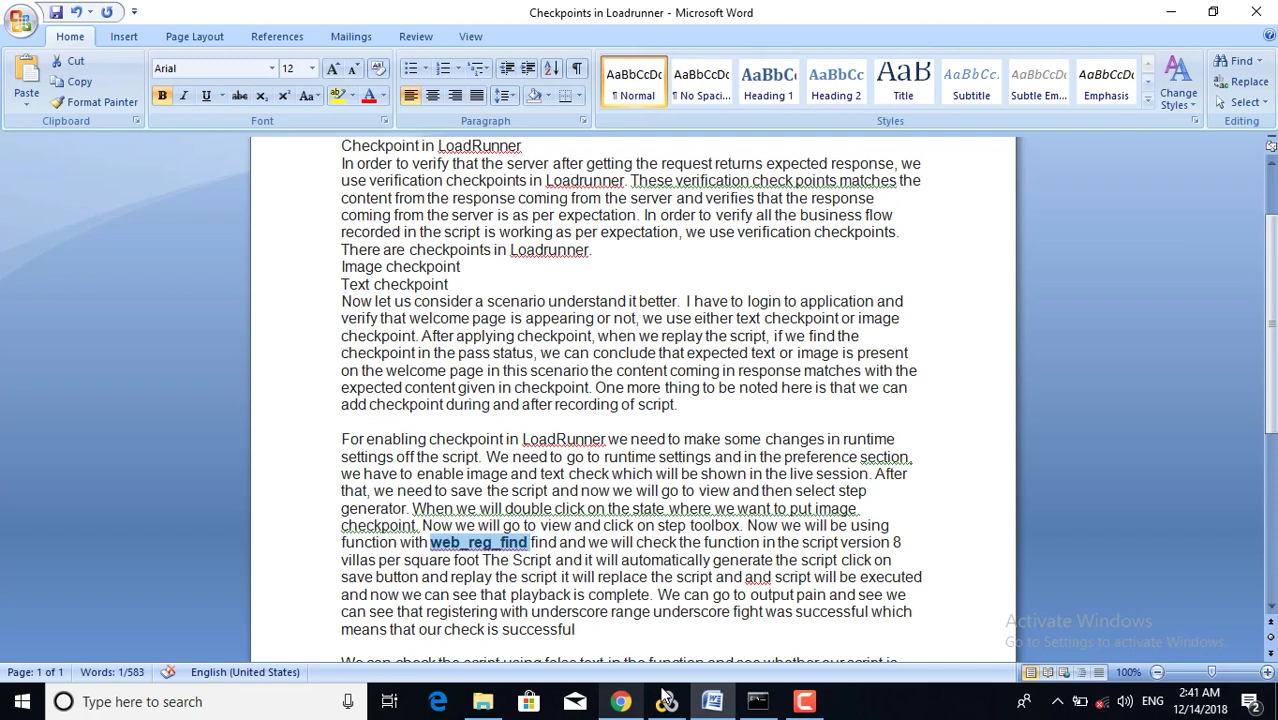 Checkpoints in Loadrunner - Microsoft Word
Home Insert Page Layout References Mailings Review View
Paste
Cut
Copy
Format Painter
Clipboard
Arial 12
Font
Paragraph
AaBbCcDc AaBbCcDc AaBbCc AaBbCc AaB AaBbCc. AaBbCcDc AaBbCcDc
¶ Normal ¶ No Spaci... Heading 1 Heading 2 Title Subtitle Subtle Em... Emphasis
Styles
Change Styles
Find
Replace
Select
Editing
Checkpoint in LoadRunner
In order to verify that the server after getting the request returns expected response, we
use verification checkpoints in Loadrunner. These verification check points matches the
content from the response coming from the server and verifies that the response
coming from the server is as per expectation. In order to verify all the business flow
recorded in the script is working as per expectation, we use verification checkpoints.
There are checkpoints in Loadrunner.
Image checkpoint
Text checkpoint
Now let us consider a scenario understand it better. I have to login to application and
verify that welcome page is appearing or not, we use either text checkpoint or image
checkpoint. After applying checkpoint, when we replay the script, if we find the
checkpoint in the pass status, we can conclude that expected text or image is present
on the welcome page in this scenario the content coming in response matches with the
expected content given in checkpoint. One more thing to be noted here is that we can
add checkpoint during and after recording of script.
For enabling checkpoint in LoadRunner we need to make some changes in runtime
settings off the script. We need to go to runtime settings and in the preference section,
we have to enable image and text check which will be shown in the live session. After
that, we need to save the script and now we will go to view and then select step
generator. When we will double click on the state where we want to put image
checkpoint. Now we will go to view and click on step toolbox. Now we will be using
function with web_reg_find find and we will check the function in the script version 8
villas per square foot The Script and it will automatically generate the script click on
save button and replay the script it will replace the script and and script will be executed
and now we can see that playback is complete. We can go to output pain and see we
can see that registering with underscore range underscore fight was successful which
means that our check is successful
We can check the script using false text in the function and see whether our script is
Activate Windows
Go to Settings to activate Windows.
Page: 1 of 1 Words: 1/583 English (United States) 100%
Type here to search
ENG
2:41 AM
12/14/2018